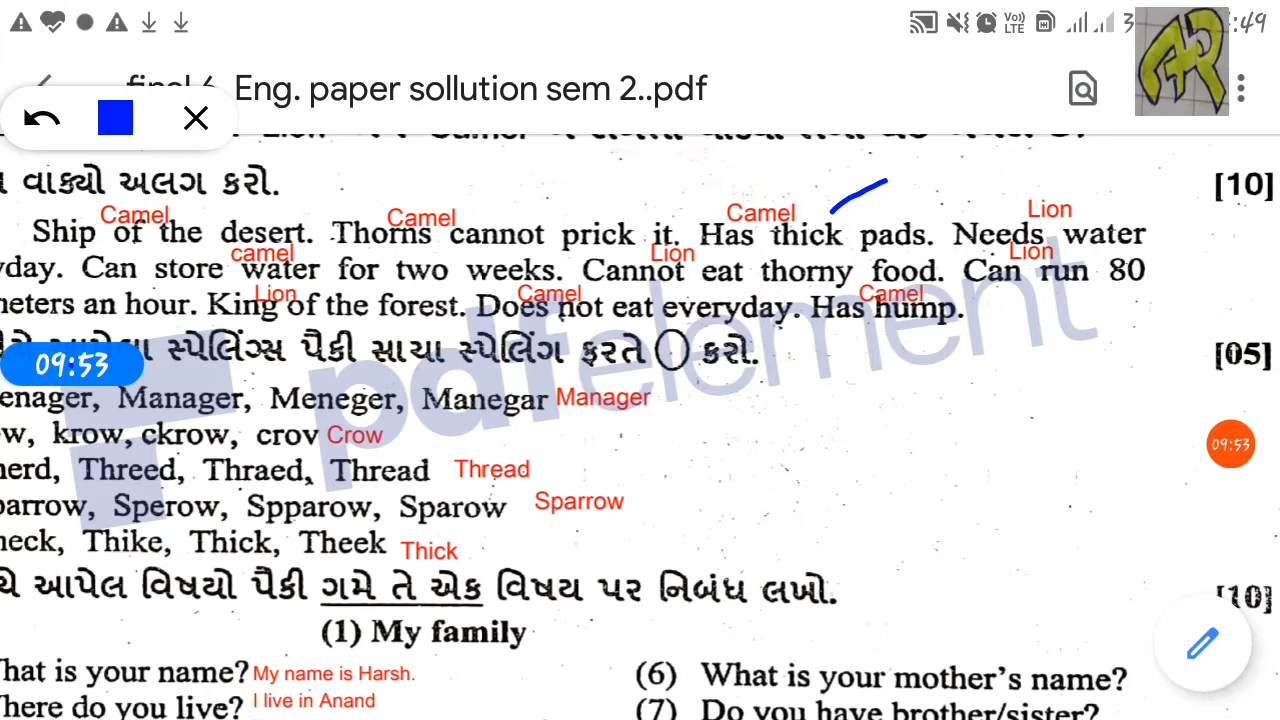 final 6 Eng. paper sollution sem 2..pdf
વાક્યો અલગ કરો. [10]
Camel Camel Camel Lion
Ship of the desert. Thorns cannot prick it. Has thick pads. Needs water
camel Lion Lion
yday. Can store water for two weeks. Cannot eat thorny food. Can run 80
Lion Camel Camel
meters an hour. King of the forest. Does not eat everyday. Has hump.
સ્પેલિંગ્સ પૈકી સાચા સ્પેલિંગ ફરતે કરો. [05]
09:53
enager, Manager, Meneger, Manegar Manager
w, krow, ckrow, crov Crow
09:53
herd, Threed, Thraed, Thread Thread
parrow, Sperow, Spparow, Sparow Sparrow
heck, Thike, Thick, Theek Thick
યે આપેલ વિષયો પૈકી ગમે તે એક વિષય પર નિબંધ લખો. [10]
(1) My family
hat is your name? My name is Harsh. (6) What is your mother's name?
here do you live? I live in Anand (7) Do you have brother/sister?
pdfelement